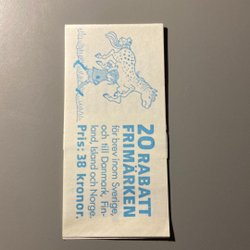 20 RABATT
FRIMÄRKEN
för brev inom Sverige,
och till Danmark, Fin-
land, Island och Norge.
Pris: 38 kronor.